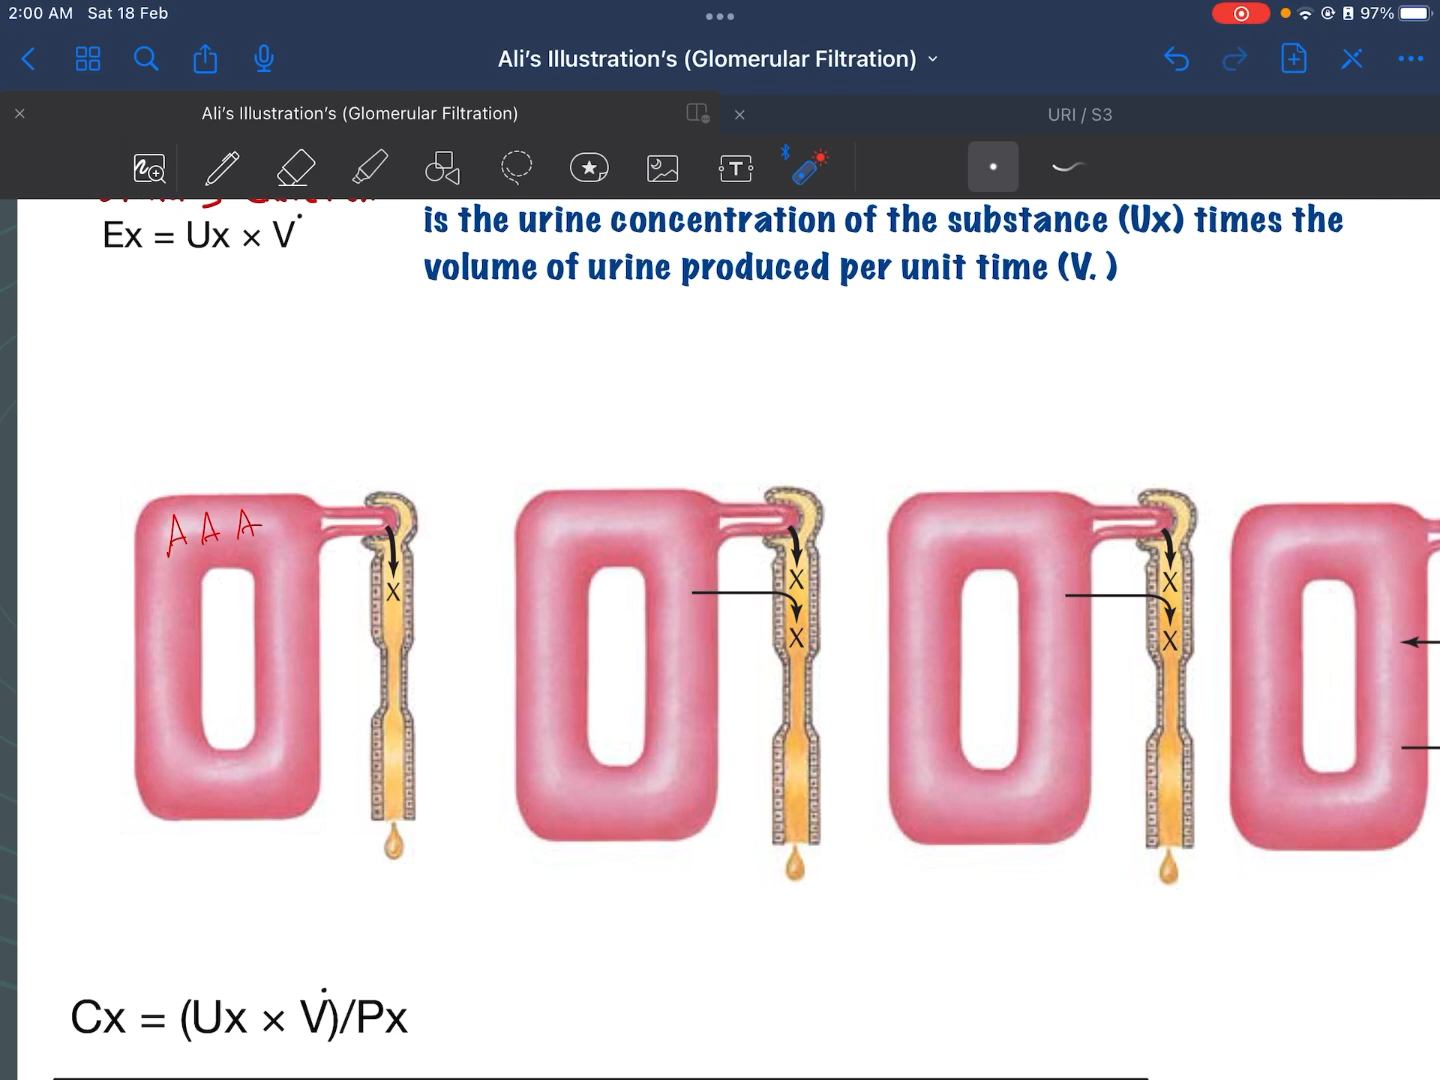 2:00 AM Sat 18 Feb
97%
Ali's Illustration's (Glomerular Filtration)
Ali's Illustration's (Glomerular Filtration)
URI / S3
T
is the urine concentration of the substance (Ux) times the
Ex = Ux × V̇
volume of urine produced per unit time (V. )
A A A
X
X
X
X
X
Cx = (Ux × V̇)/Px